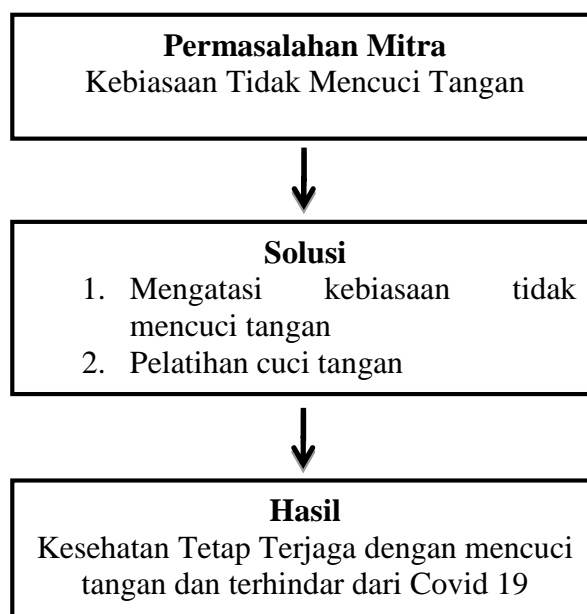 Permasalahan Mitra
Kebiasaan Tidak Mencuci Tangan
Solusi
1. Mengatasi kebiasaan tidak
mencuci tangan
2. Pelatihan cuci tangan
Hasil
Kesehatan Tetap Terjaga dengan mencuci
tangan dan terhindar dari Covid 19